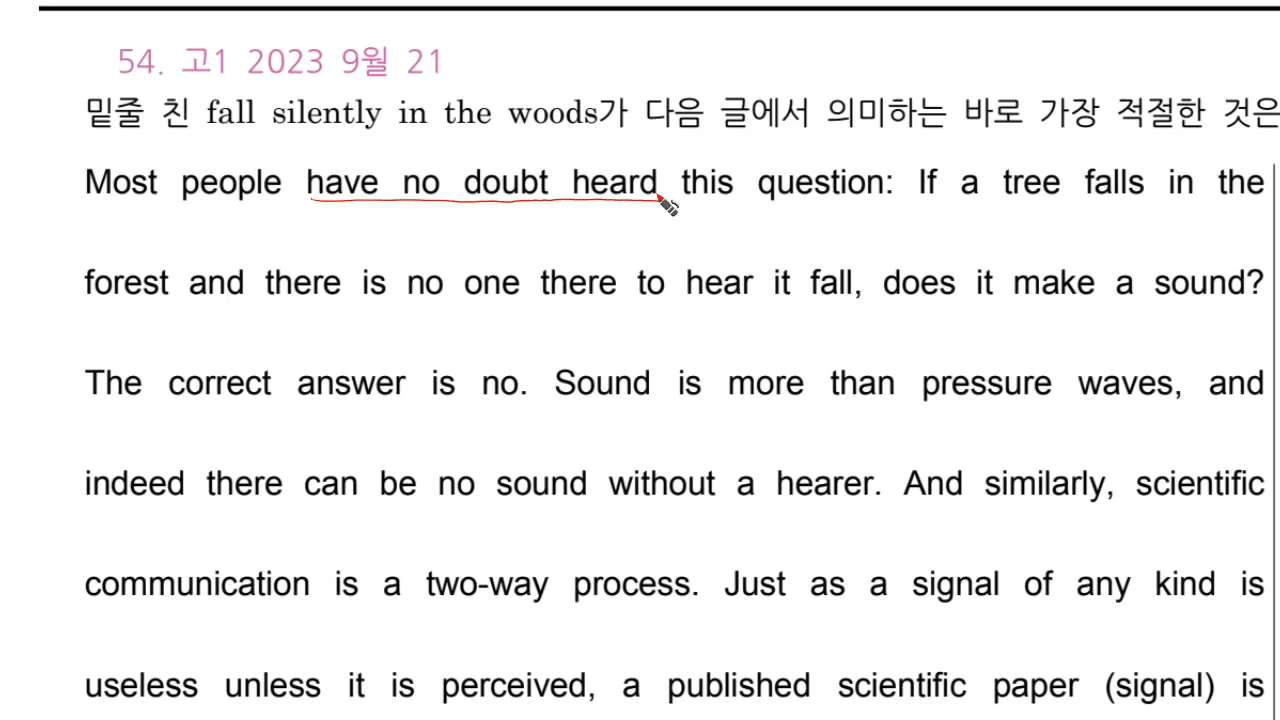 54. 고1 2023 9월 21
밑줄 친 fall silently in the woods가 다음 글에서 의미하는 바로 가장 적절한 것은
Most people have no doubt heard this question: If a tree falls in the
forest and there is no one there to hear it fall, does it make a sound?
The correct answer is no. Sound is more than pressure waves, and
indeed there can be no sound without a hearer. And similarly, scientific
communication is a two-way process. Just as a signal of any kind is
useless unless it is perceived, a published scientific paper (signal) is